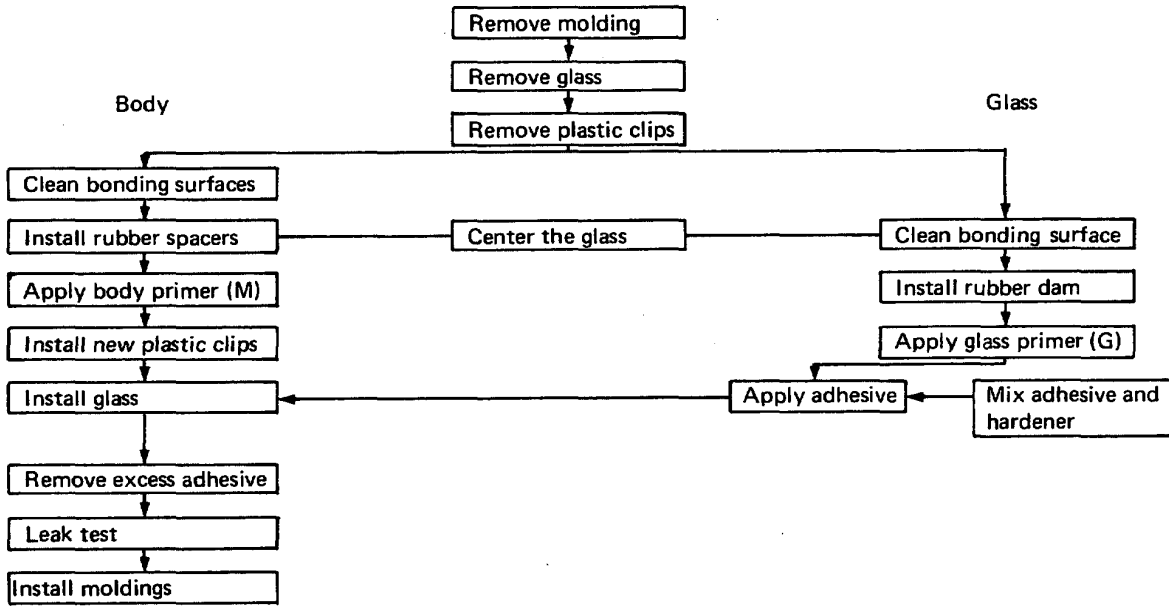 Remove molding
Remove glass
Body
Glass
Remove plastic clips
Clean bonding surfaces
Install rubber spacers
Center the glass
Clean bonding surface
Apply body primer (M)
Install rubber dam
Install new plastic clips
Apply glass primer (G)
Install glass
Apply adhesive
Mix adhesive and
hardener
Remove excess adhesive
Leak test
Install moldings